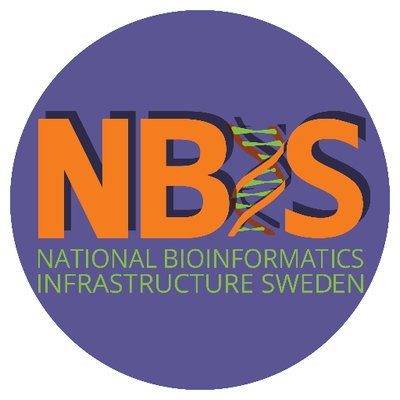 NBIS
NATIONAL BIOINFORMATICS
INFRASTRUCTURE SWEDEN